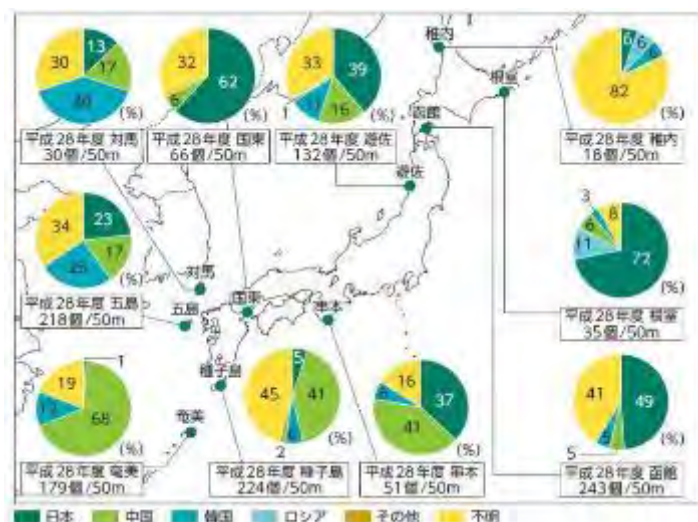 30
13
17
40
(%)
平成28年度 対馬
30個/50m
32
62
6
(%)
平成28年度 国東
66個/50m
33
39
16
11
1
(%)
平成28年度 遊佐
132個/50m
稚内
根室
函館
遊佐
6
6
6
82
(%)
平成28年度 稚内
18個/50m
34
23
17
26
(%)
平成28年度 五島
218個/50m
対馬
五島
国東
串本
種子島
奄美
3
8
6
11
72
(%)
平成28年度 根室
35個/50m
1
19
12
68
(%)
平成28年度 奄美
179個/50m
5
45
41
2
(%)
平成28年度 種子島
224個/50m
16
37
41
(%)
平成28年度 串本
51個/50m
41
49
5
5
(%)
平成28年度 函館
243個/50m
日本 中国 韓国 ロシア その他 不明